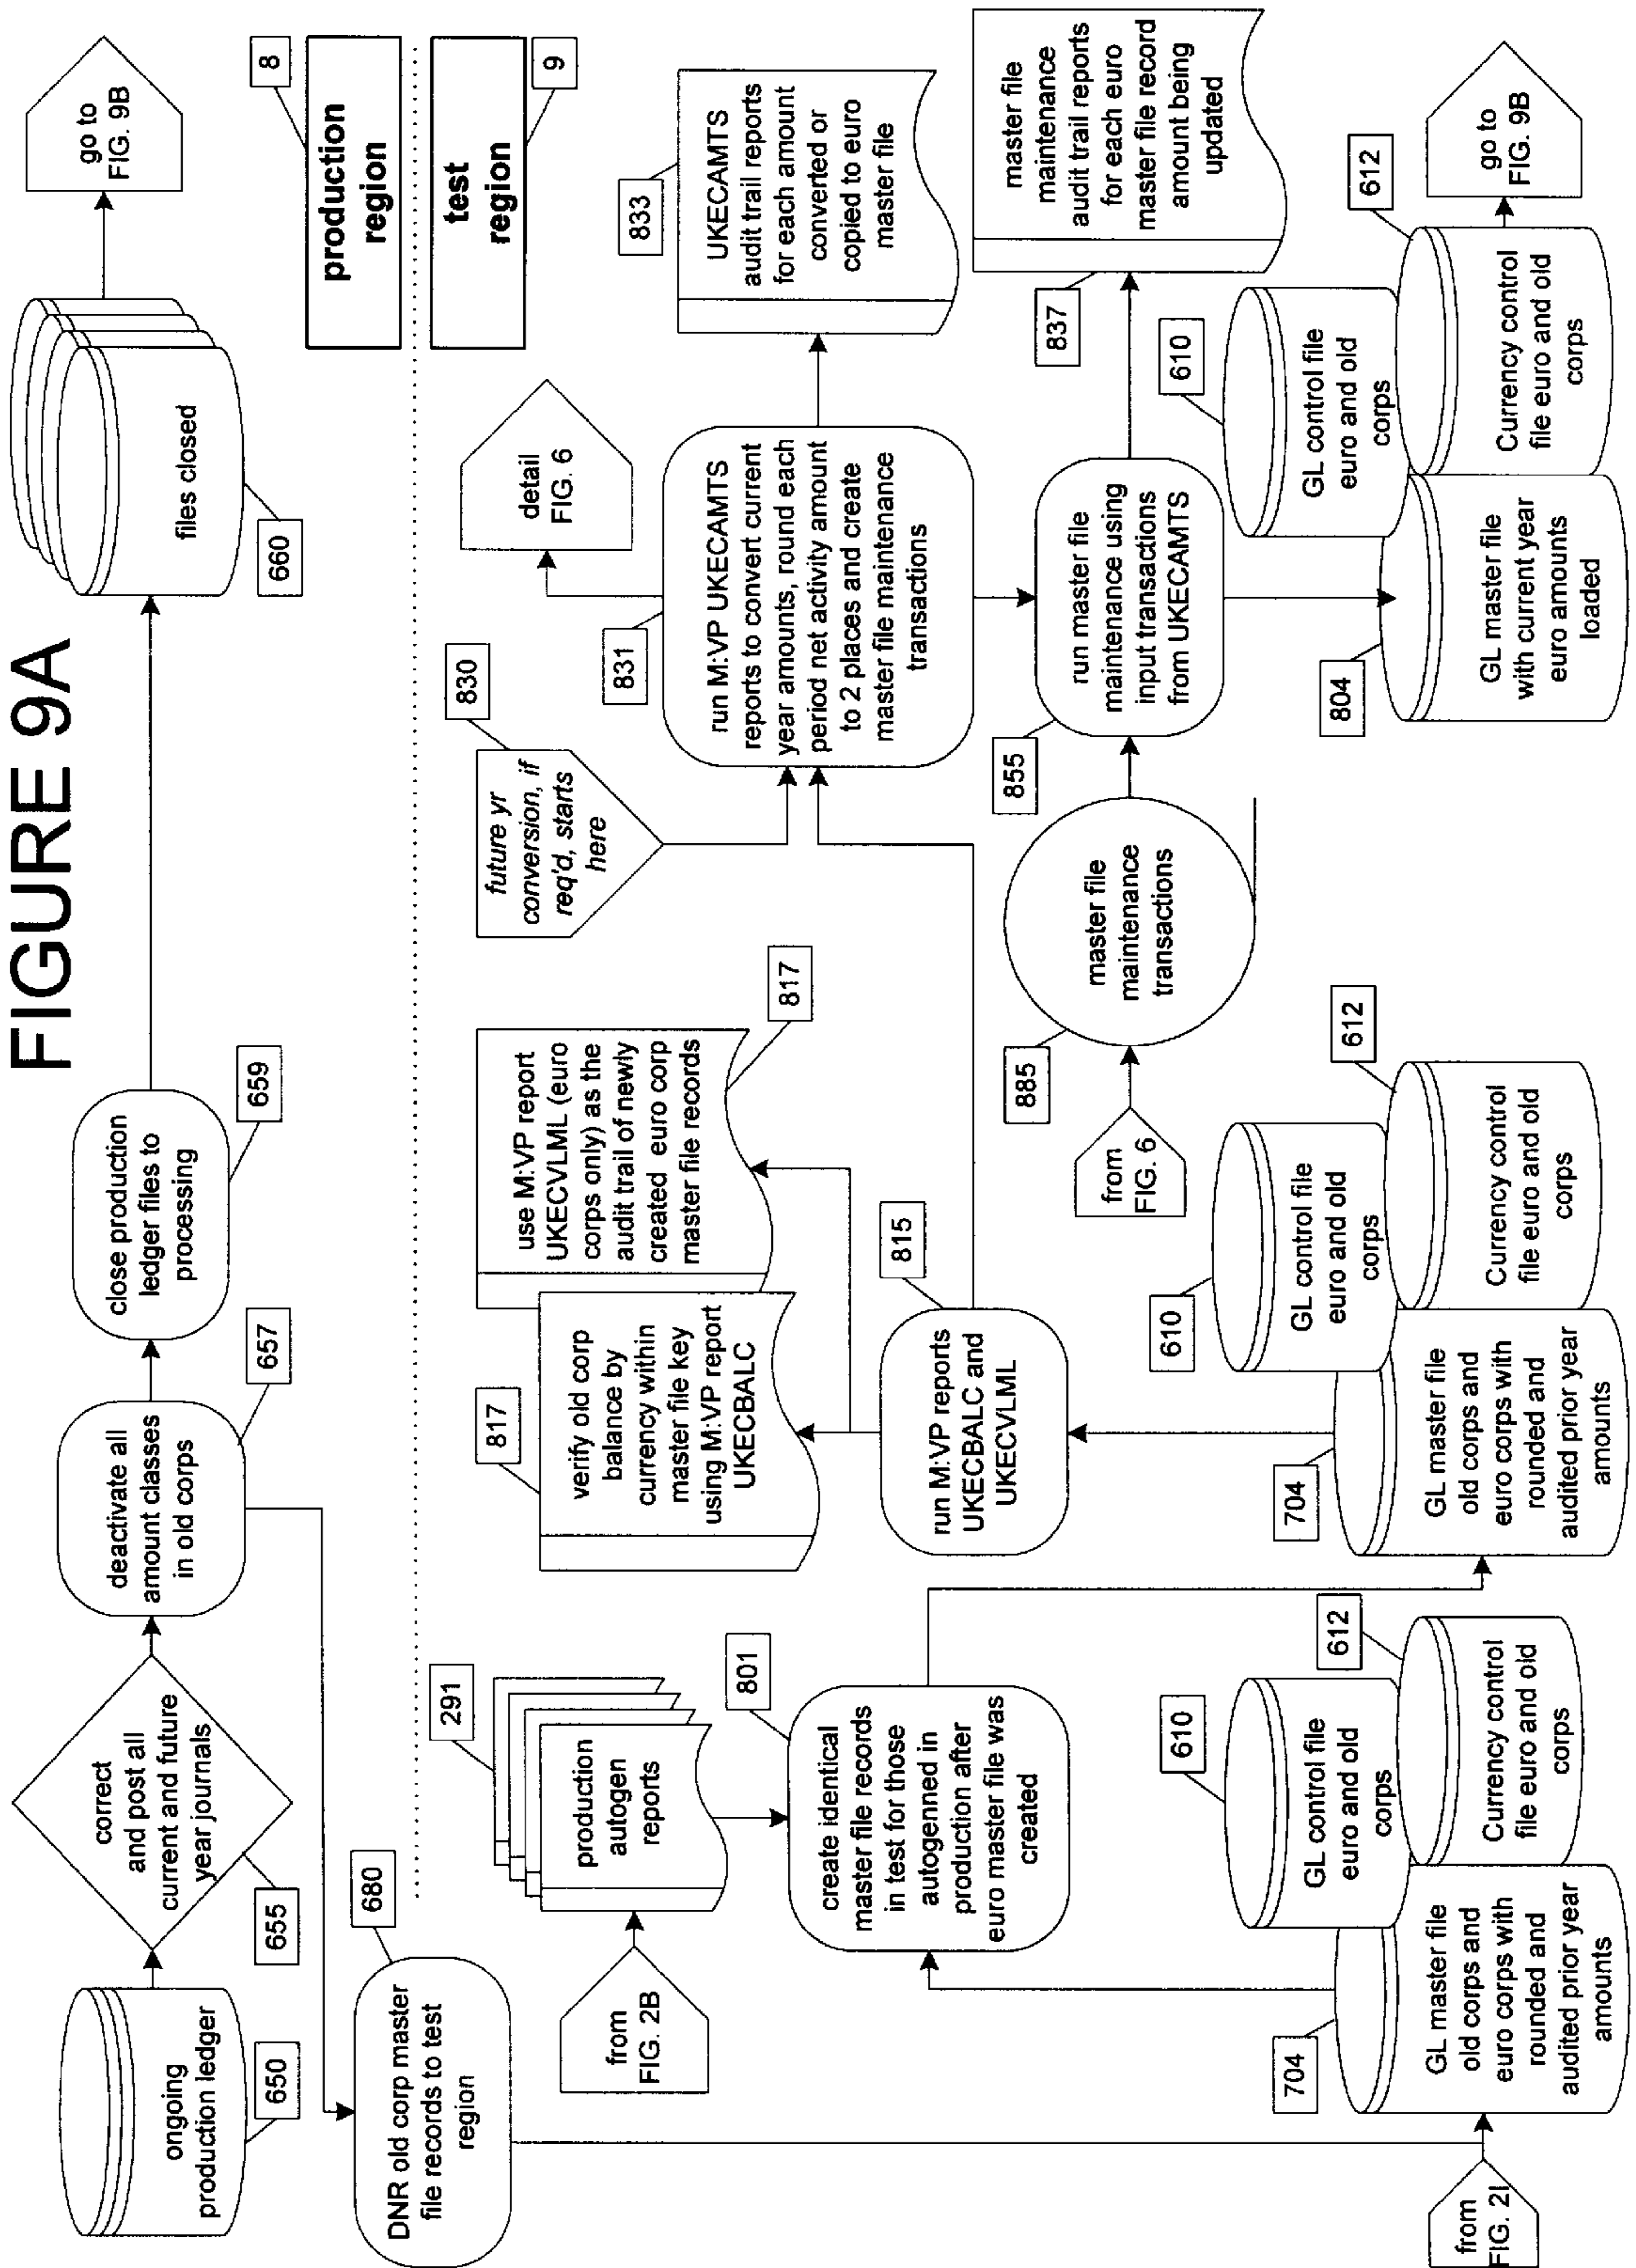 FIGURE 9A
ongoing
production ledger
650
correct
and post all
current and future
year journals
655
deactivate all
amount classes
in old corps
657
close production
ledger files to
processing
659
files closed
660
go to
FIG. 9B
8
production
region
test
region
9
DNR old corp master
file records to test
region
680
from
FIG. 2B
production
autogen
reports
291
create identical
master file records
in test for those
autogenned in
production after
euro master file was
created
801
from
FIG. 2I
704
GL master file
old corps and
euro corps with
rounded and
audited prior year
amounts
610
GL control file
euro and old
corps
612
Currency control
file euro and old
corps
704
GL master file
old corps and
euro corps with
rounded and
audited prior year
amounts
610
GL control file
euro and old
corps
612
Currency control
file euro and old
corps
run M:VP reports
UKECBALC and
UKECVLML
815
817
verify old corp
balance by
currency within
master file key
using M:VP report
UKECBALC
use M:VP report
UKECVLML (euro
corps only) as the
audit trail of newly
created euro corp
master file records
817
future yr
conversion, if
req'd, starts
here
830
detail
FIG. 6
831
run M:VP UKECAMTS
reports to convert current
year amounts, round each
period net activity amount
to 2 places and create
master file maintenance
transactions
833
UKECAMTS
audit trail reports
for each amount
converted or
copied to euro
master file
from
FIG. 6
885
master file
maintenance
transactions
855
run master file
maintenance using
input transactions
from UKECAMTS
837
master file
maintenance
audit trail reports
for each euro
master file record
amount being
updated
804
GL master file
with current year
euro amounts
loaded
610
GL control file
euro and old
corps
612
Currency control
file euro and old
corps
go to
FIG. 9B